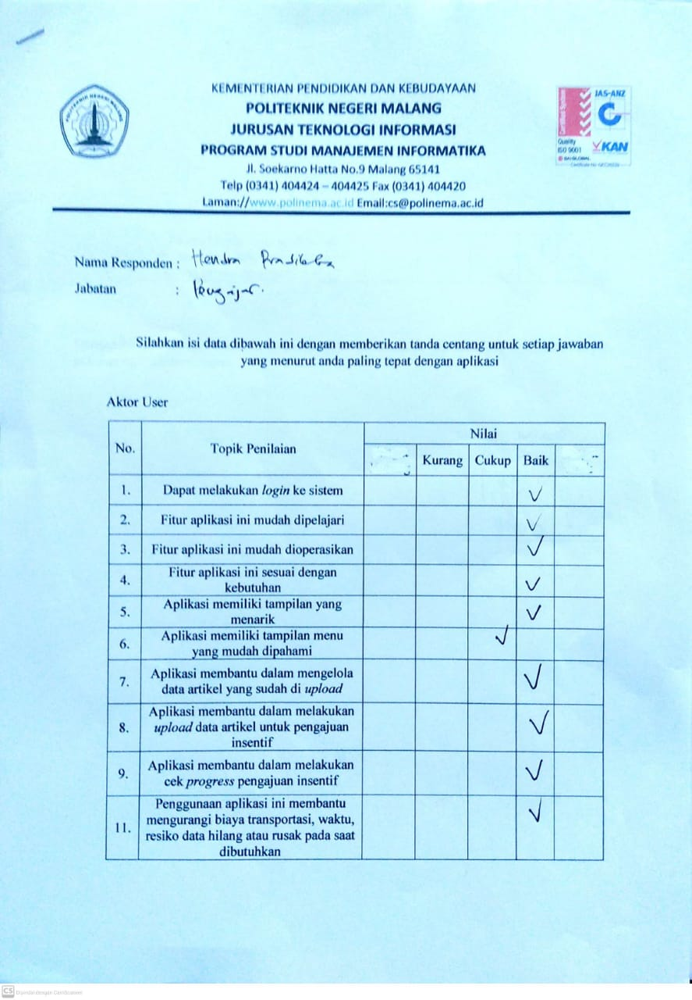 POLITEKNIK NEGERI MALANG
KEMENTERIAN PENDIDIKAN DAN KEBUDAYAAN
POLITEKNIK NEGERI MALANG
JURUSAN TEKNOLOGI INFORMASI
PROGRAM STUDI MANAJEMEN INFORMATIKA
Jl. Soekarno Hatta No.9 Malang 65141
Telp (0341) 404424 – 404425 Fax (0341) 404420
Laman://www.polinema.ac.id Email:cs@polinema.ac.id
Certified System
JAS-ANZ
Quality
ISO 9001
KAN
SAI GLOBAL
Nama Responden : Hendra
Jabatan : Pengajar.
Silahkan isi data dibawah ini dengan memberikan tanda centang untuk setiap jawaban
yang menurut anda paling tepat dengan aplikasi
Aktor User
No. Topik Penilaian Nilai
Kurang Cukup Baik
1. Dapat melakukan login ke sistem ✓
2. Fitur aplikasi ini mudah dipelajari ✓
3. Fitur aplikasi ini mudah dioperasikan ✓
4. Fitur aplikasi ini sesuai dengan
kebutuhan ✓
5. Aplikasi memiliki tampilan yang
menarik ✓
6. Aplikasi memiliki tampilan menu
yang mudah dipahami ✓
7. Aplikasi membantu dalam mengelola
data artikel yang sudah di upload ✓
8. Aplikasi membantu dalam melakukan
upload data artikel untuk pengajuan
insentif ✓
9. Aplikasi membantu dalam melakukan
cek progress pengajuan insentif ✓
11. Penggunaan aplikasi ini membantu
mengurangi biaya transportasi, waktu,
resiko data hilang atau rusak pada saat
dibutuhkan ✓
CS Dipindai dengan CamScanner